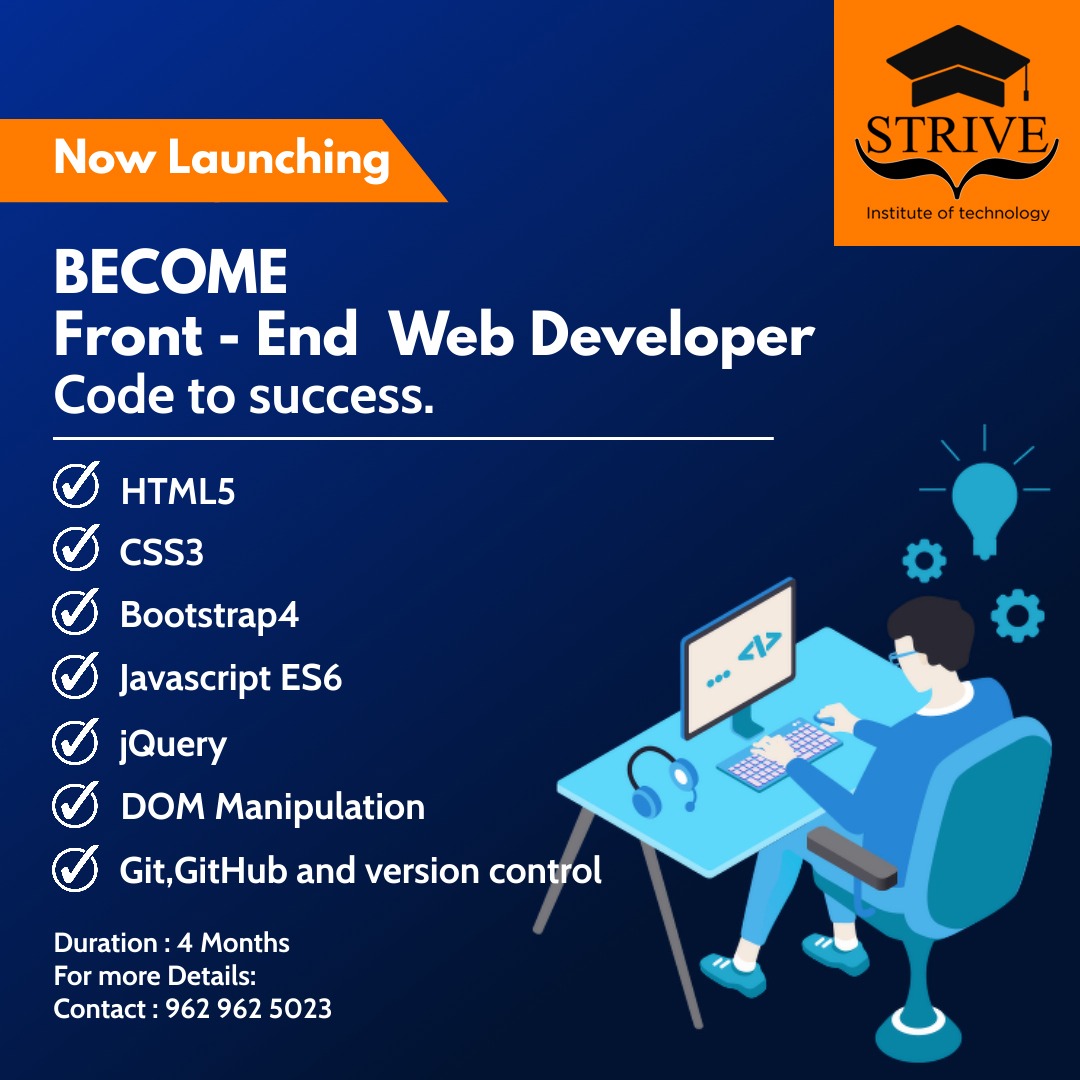 STRIVE
Institute of technology
Now Launching
BECOME
Front - End  Web Developer
Code to success.
HTML5
CSS3
Bootstrap4
Javascript ES6
jQuery
DOM Manipulation
Git,GitHub and version control
Duration : 4 Months
For more Details:
Contact : 962 962 5023